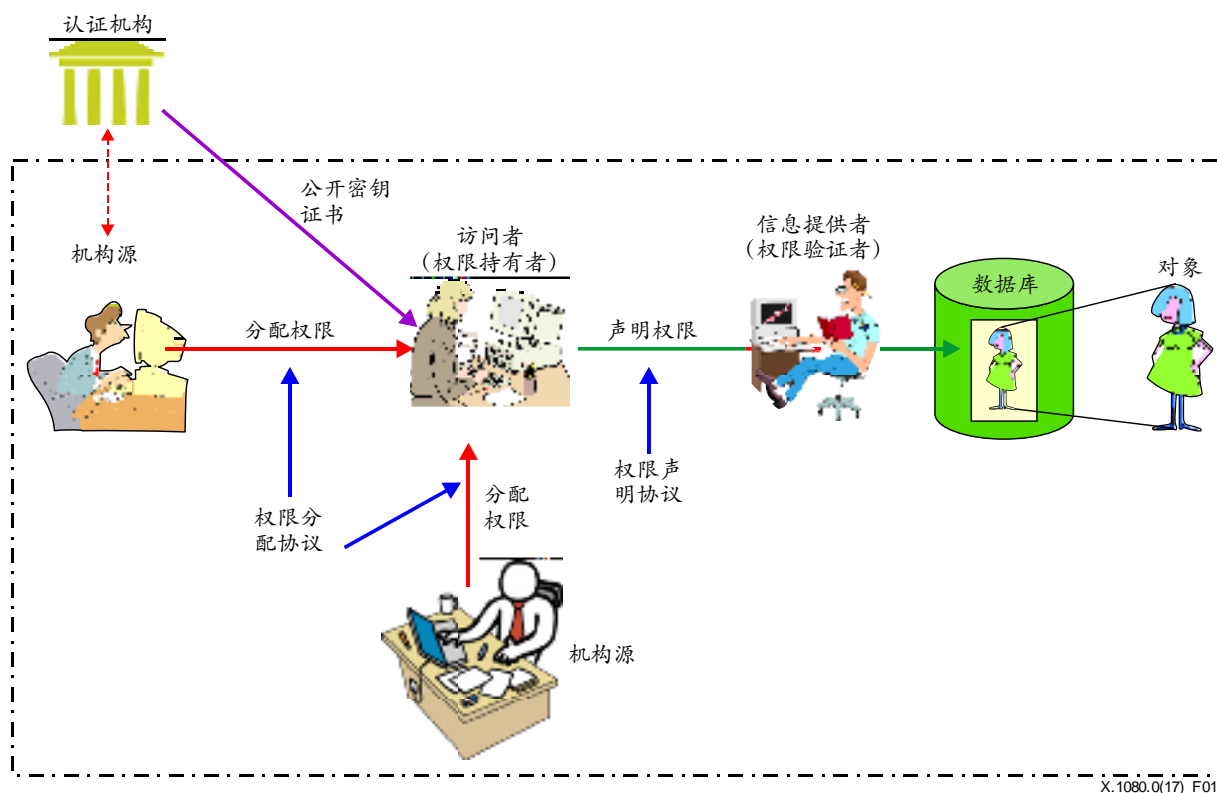 认证机构
公开密钥
证书
机构源
访问者
（权限持有者）
信息提供者
（权限验证者）
数据库
对象
分配权限
声明权限
权限声
明协议
分配
权限
权限分
配协议
机构源
X.1080.0(17)_F01